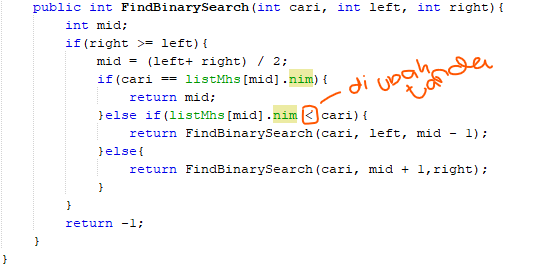 public int FindBinarySearch(int cari, int left, int right){
int mid;
if(right >= left){
mid = (left+ right) / 2;
if(cari == listMhs[mid].nim){
return mid;
}else if(listMhs[mid].nim < cari){
return FindBinarySearch(cari, left, mid - 1);
}else{
return FindBinarySearch(cari, mid + 1,right);
}
}
return -1;
}
}
di ubah
tanda